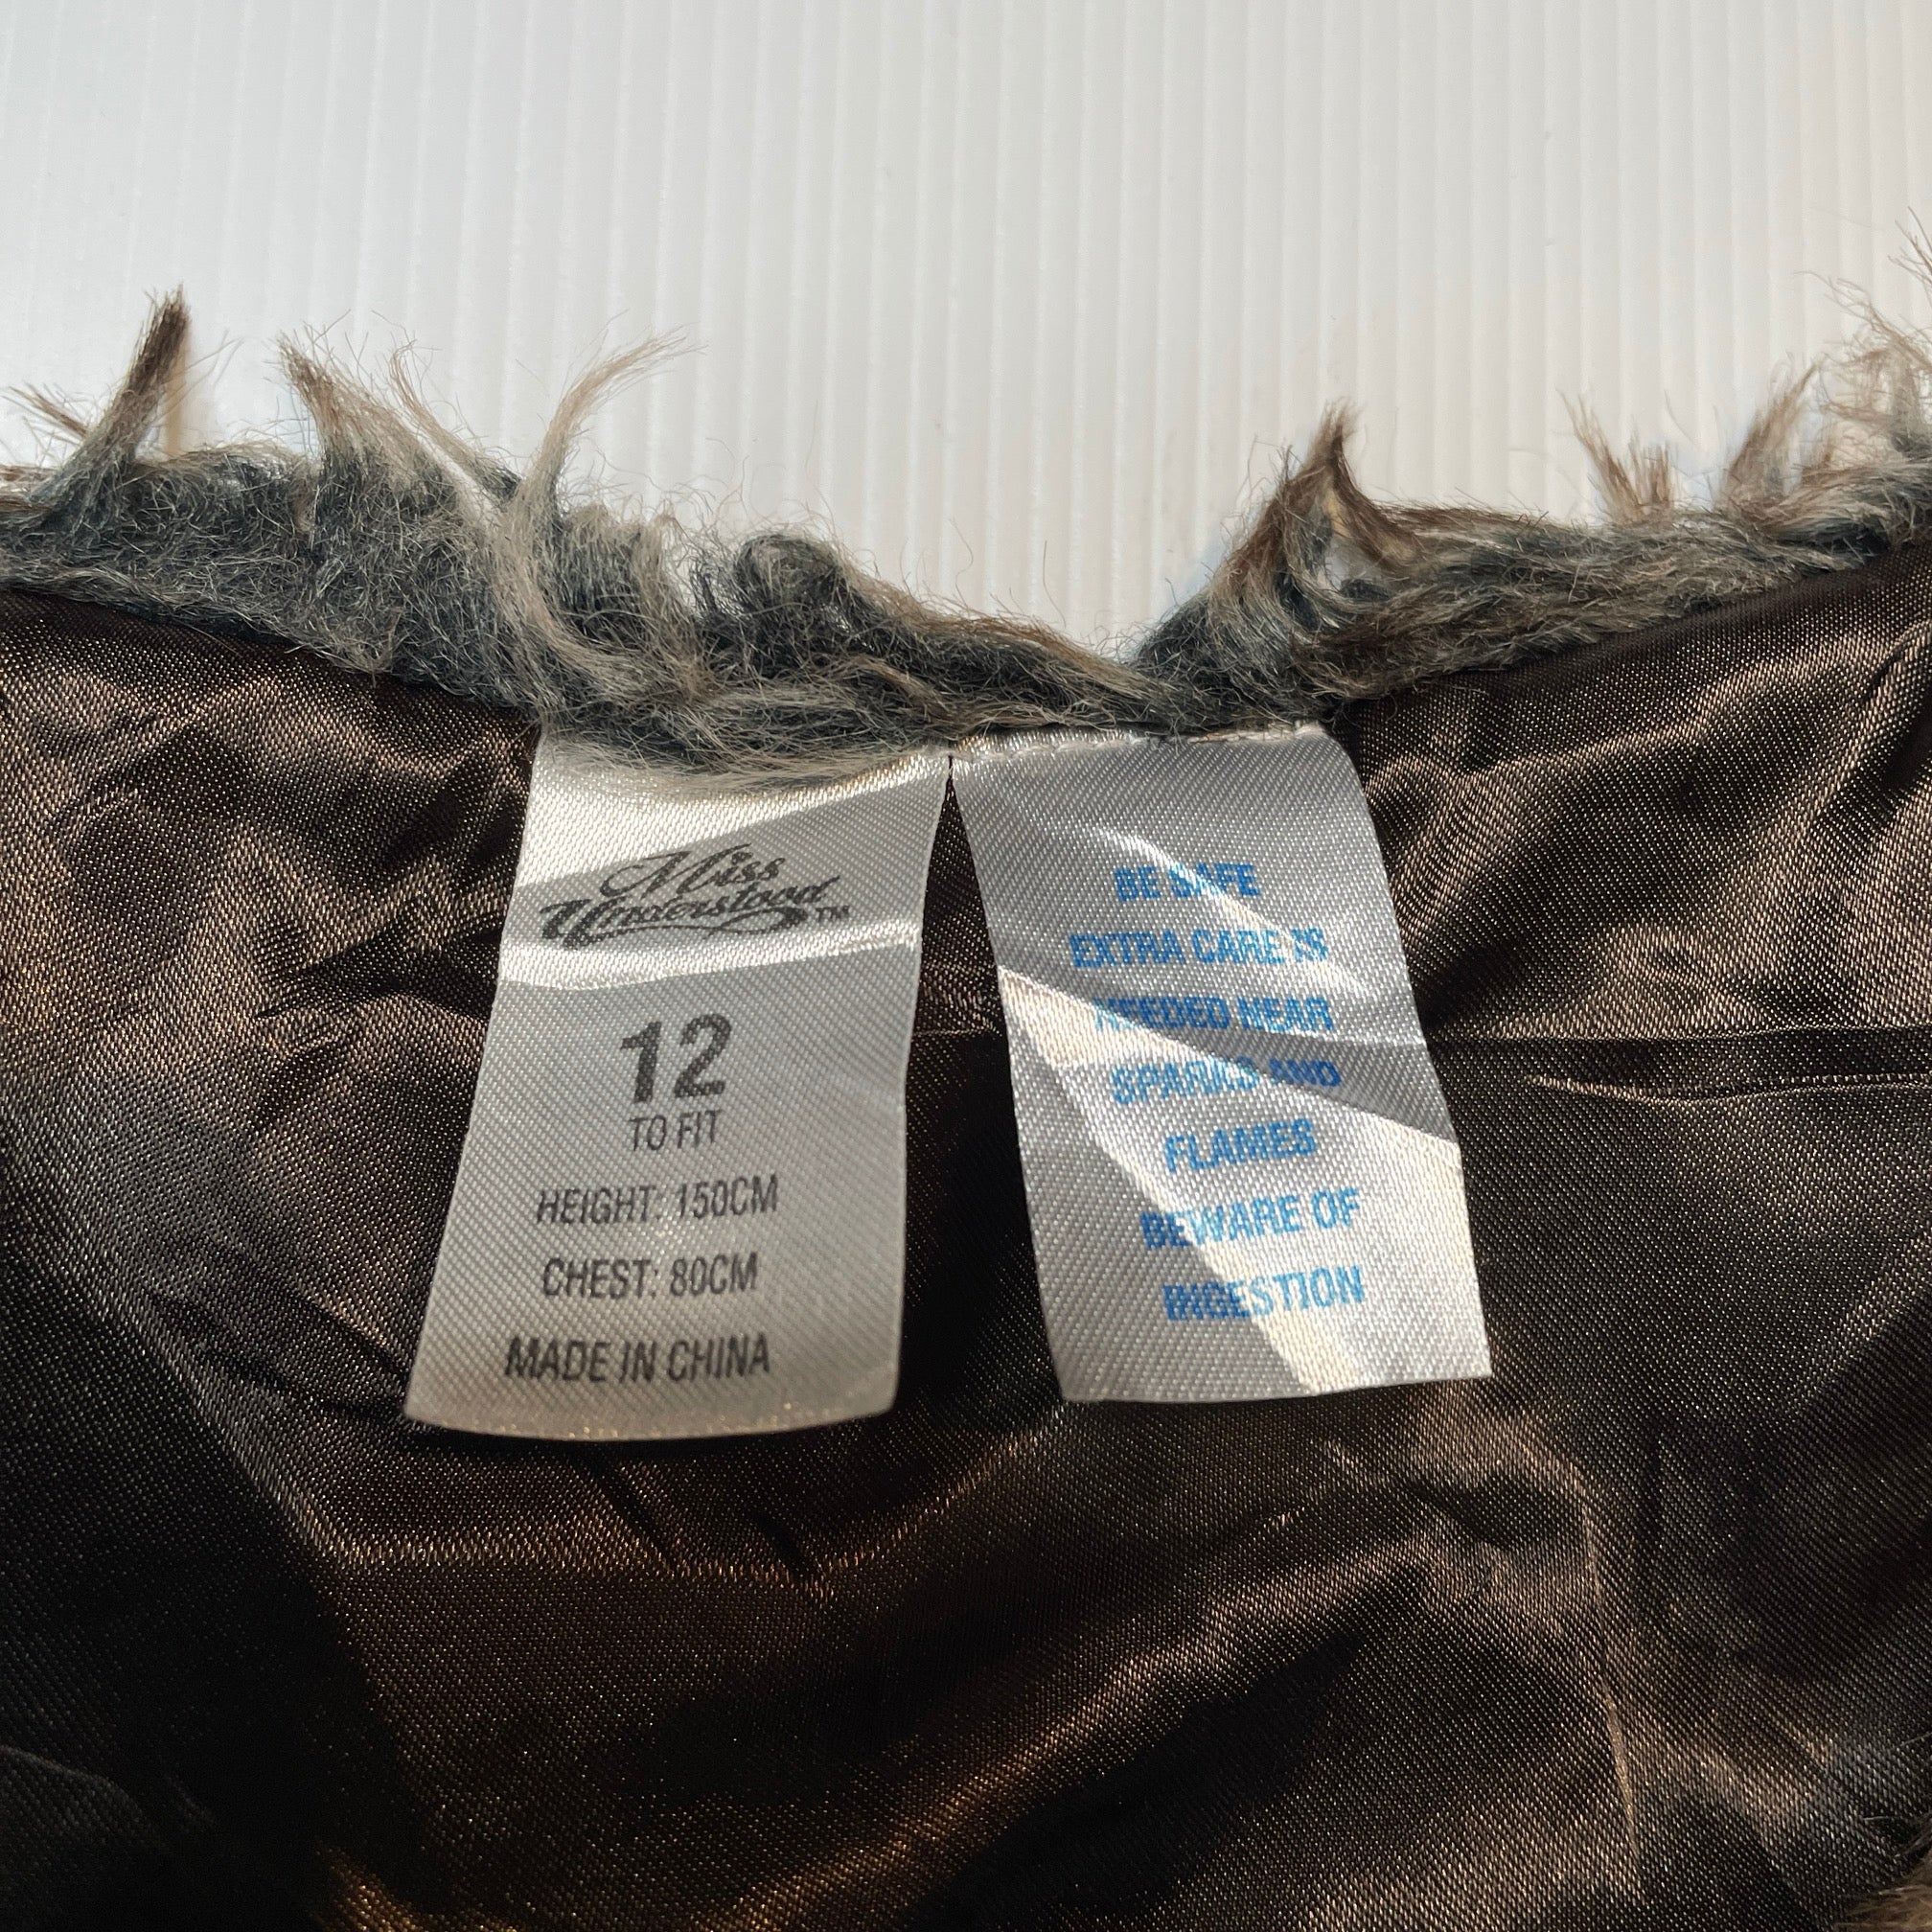 Miss
Understood™
12
TO FIT
HEIGHT: 150CM
CHEST: 80CM
MADE IN CHINA
BE SAFE
EXTRA CARE IS
NEEDED NEAR
SPARKS AND
FLAMES
BEWARE OF
INGESTION